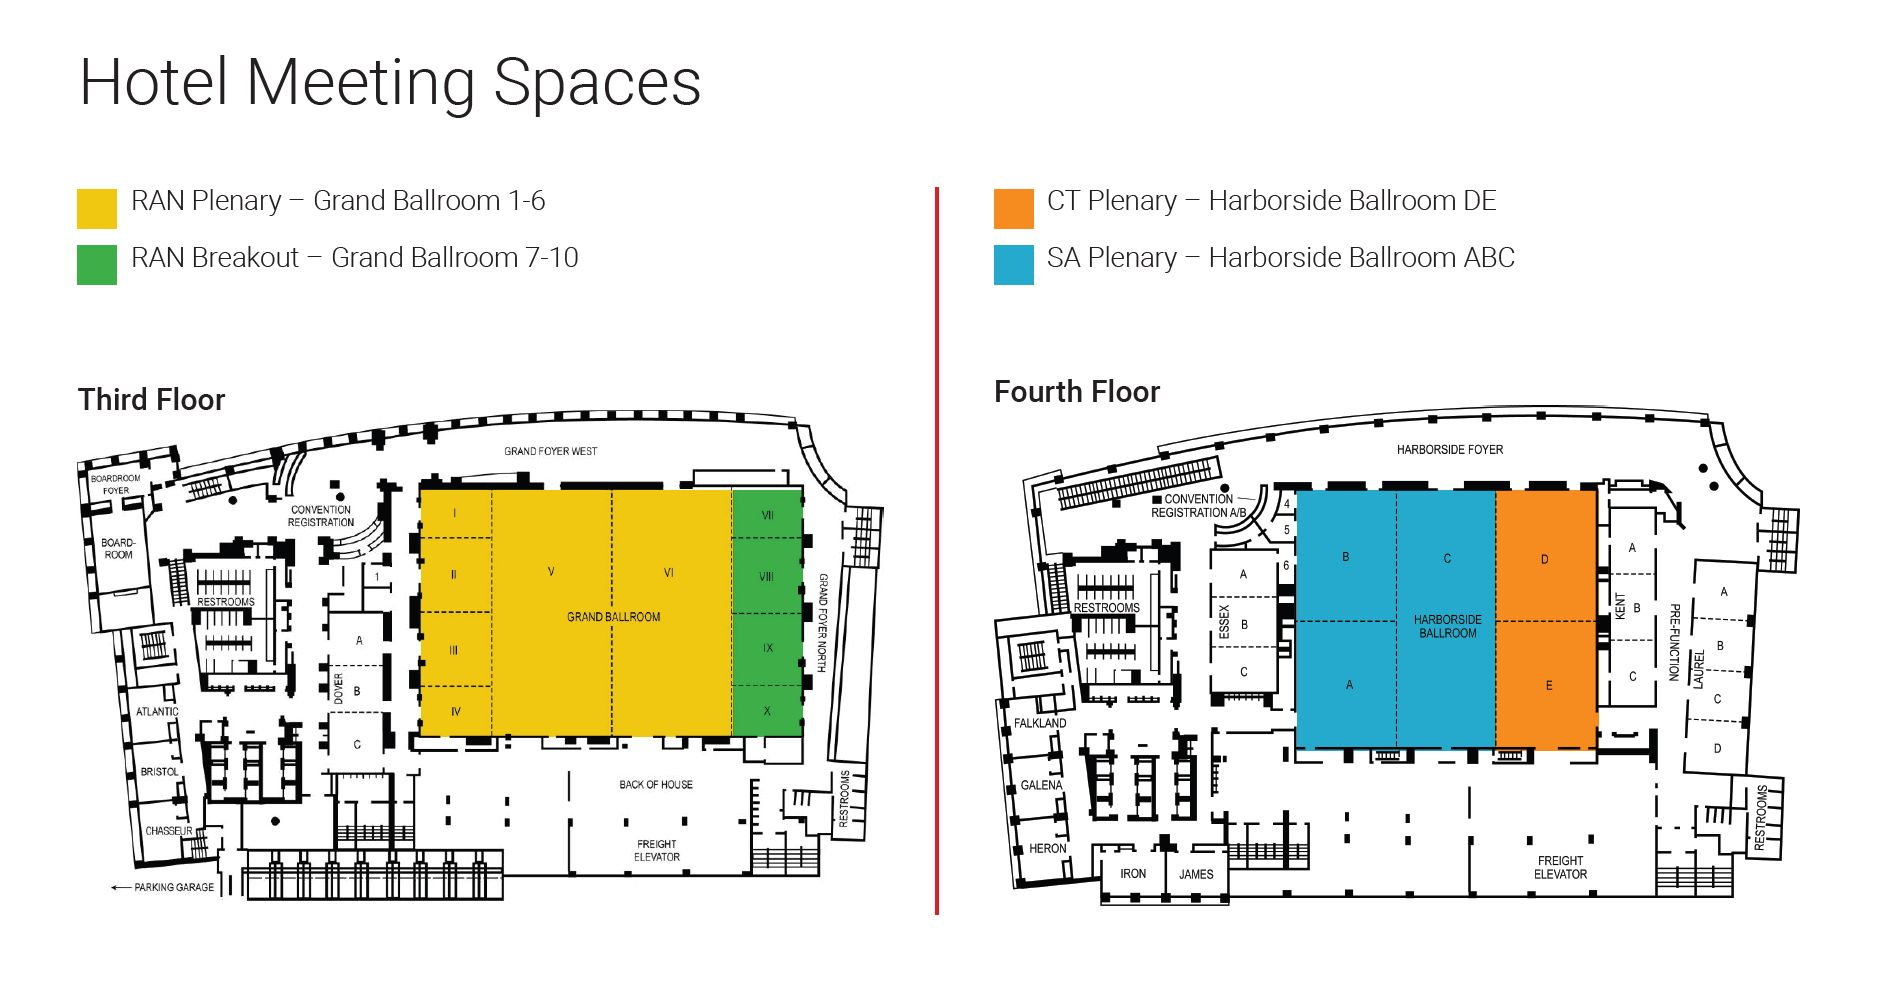 Hotel Meeting Spaces
RAN Plenary – Grand Ballroom 1-6
RAN Breakout – Grand Ballroom 7-10
CT Plenary – Harborside Ballroom DE
SA Plenary – Harborside Ballroom ABC
Third Floor
GRAND FOYER WEST
BOARDROOM
FOYER
CONVENTION
REGISTRATION
BOARD-
ROOM
RESTROOMS
1
A
DOVER
B
C
I
II
III
IV
V
VI
GRAND BALLROOM
VII
VIII
IX
X
GRAND FOYER NORTH
ATLANTIC
BRISTOL
CHASSEUR
BACK OF HOUSE
FREIGHT
ELEVATOR
RESTROOMS
PARKING GARAGE
Fourth Floor
HARBORSIDE FOYER
CONVENTION
REGISTRATION A/B
4
5
6
RESTROOMS
A
ESSEX
B
C
B
C
D
HARBORSIDE
BALLROOM
A
E
A
KENT
B
C
PRE-FUNCTION
A
B
LAUREL
C
D
FALKLAND
GALENA
HERON
IRON
JAMES
FREIGHT
ELEVATOR
RESTROOMS